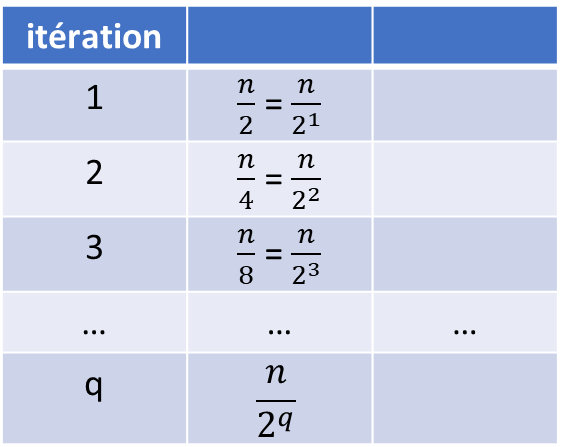 itération
1 n/2 = n/2¹
2 n/4 = n/2²
3 n/8 = n/2³
... ... ...
q n/2^q